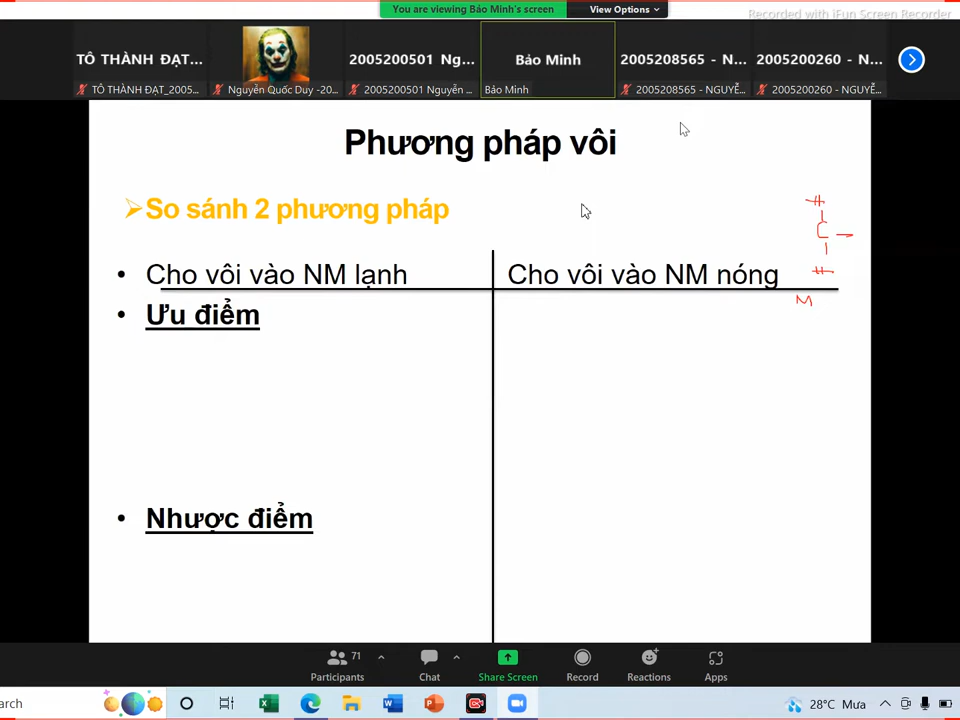 You are viewing Bảo Minh's screen
View Options
Recorded with iFun Screen Recorder
TÔ THÀNH ĐẠT...
2005200501 Ng...
Bảo Minh
2005208565 - N...
2005200260 - N...
TÔ THÀNH ĐẠT_2005...
Nguyễn Quốc Duy -20...
2005200501 Nguyễn ...
Bảo Minh
2005208565 - NGUYỄ...
2005200260 - NGUYỄ...
Phương pháp vôi
So sánh 2 phương pháp
• Cho vôi vào NM lạnh
Cho vôi vào NM nóng
• Ưu điểm
• Nhược điểm
C
M
71
Participants
Chat
Share Screen
Record
Reactions
Apps
arch
28°C Mưa